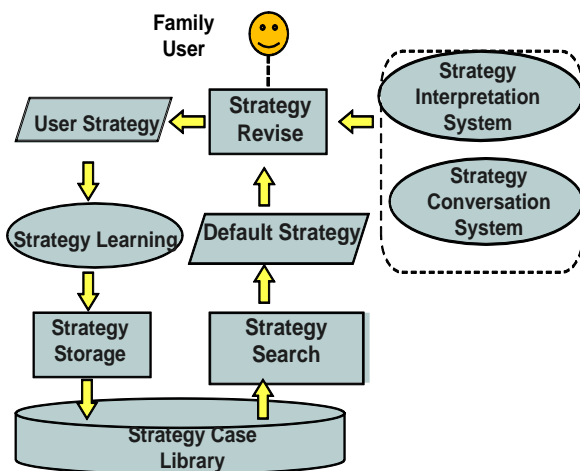 Family
User
Strategy
Interpretation
System
Strategy
Revise
User Strategy
Strategy
Conversation
System
Strategy Learning
Default Strategy
Strategy
Storage
Strategy
Search
Strategy Case
Library